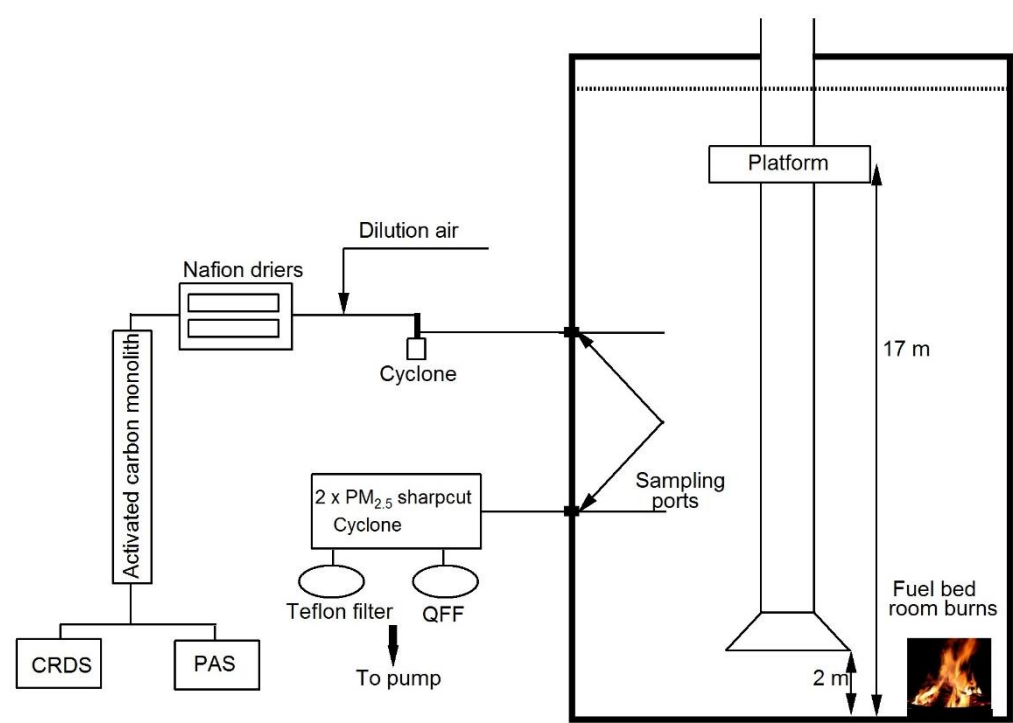 Platform
Dilution air
Nafion driers
17 m
Cyclone
Activated carbon monolith
Sampling
ports
2 x PM2.5 sharpcut
Cyclone
Fuel bed
room burns
Teflon filter
QFF
CRDS
PAS
To pump
2 m